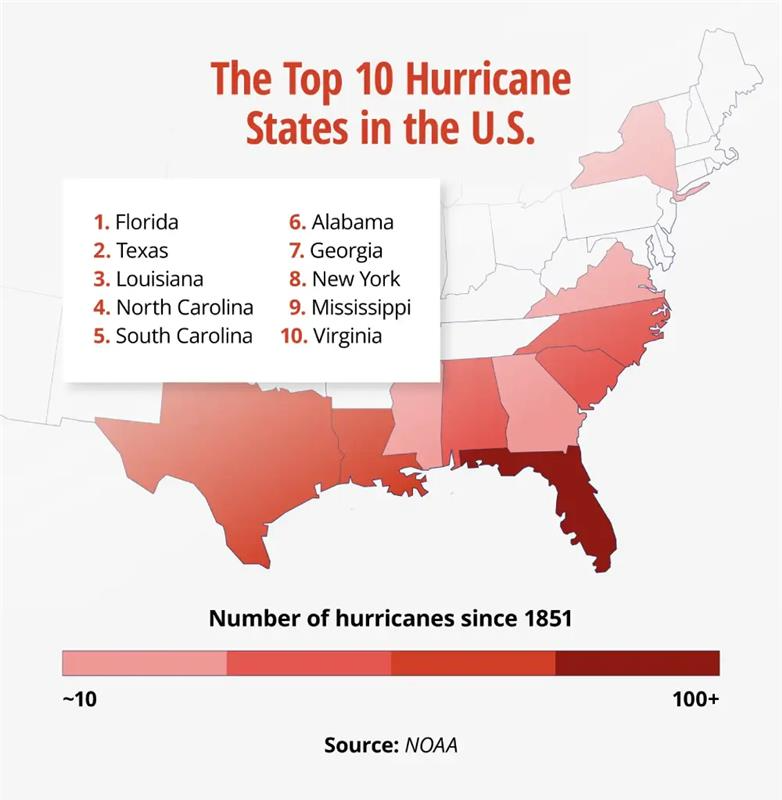 The Top 10 Hurricane
States in the U.S.
1. Florida
2. Texas
3. Louisiana
4. North Carolina
5. South Carolina
6. Alabama
7. Georgia
8. New York
9. Mississippi
10. Virginia
Number of hurricanes since 1851
~10
100+
Source: NOAA